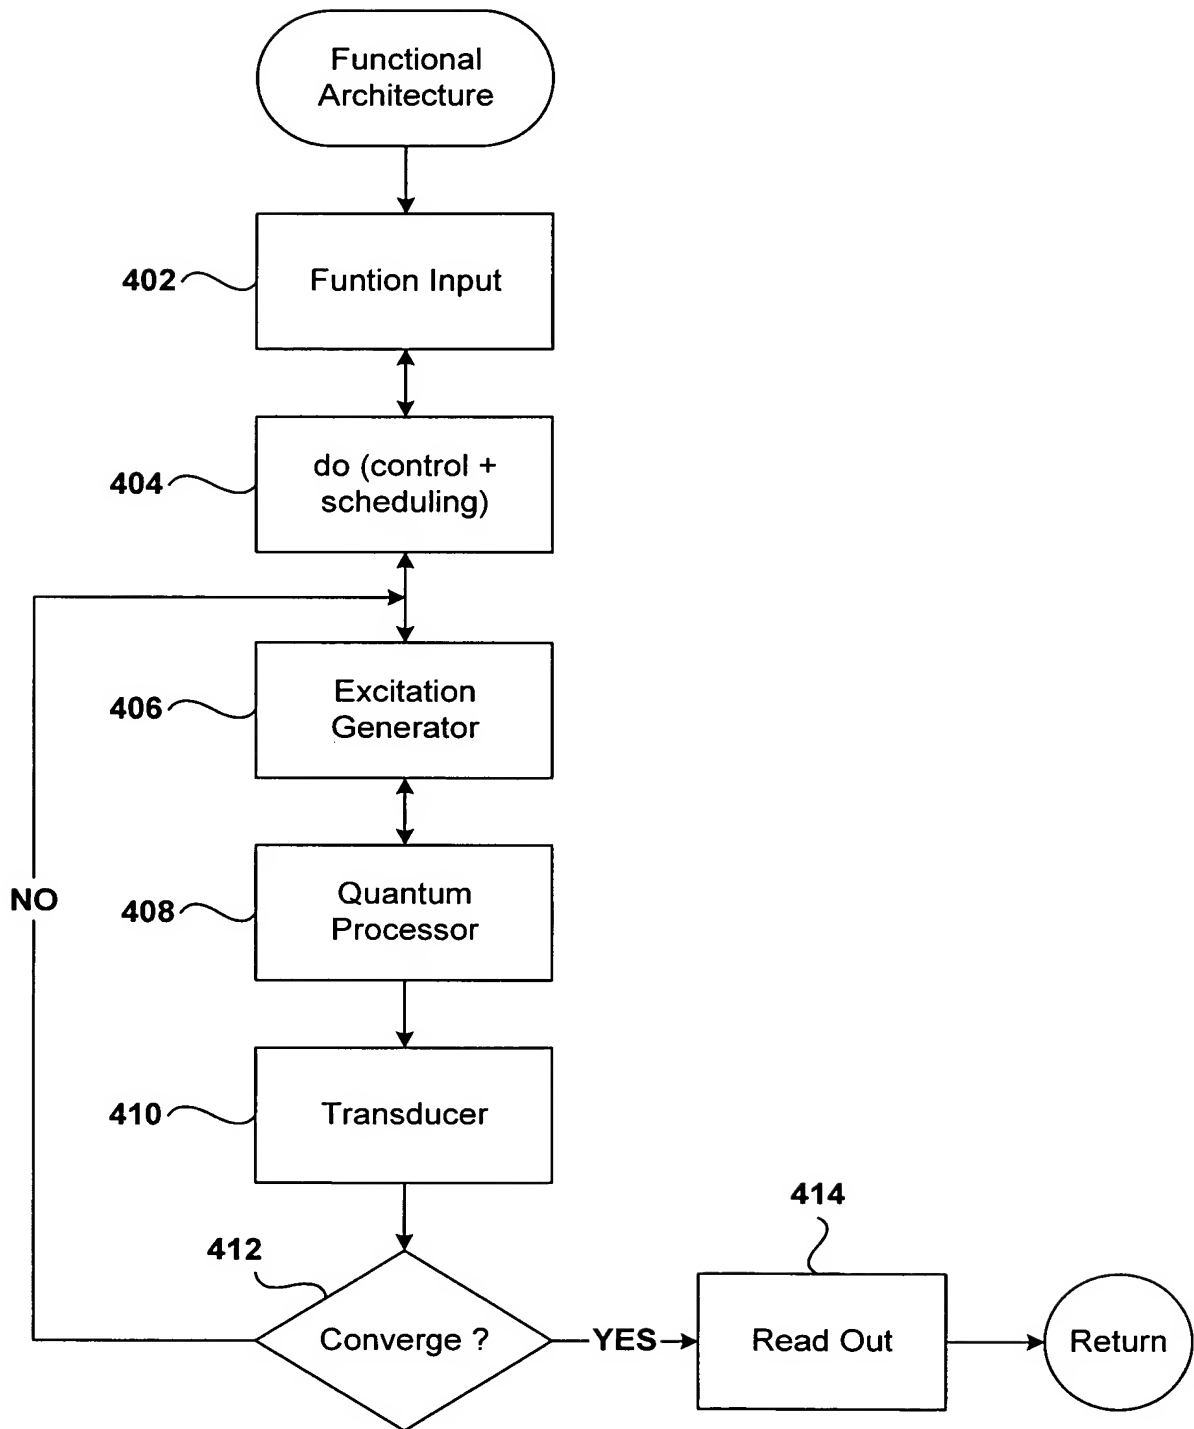 Functional
Architecture
402
Funtion Input
404
do (control +
scheduling)
406
Excitation
Generator
NO
408
Quantum
Processor
410
Transducer
412
Converge ?
YES
414
Read Out
Return